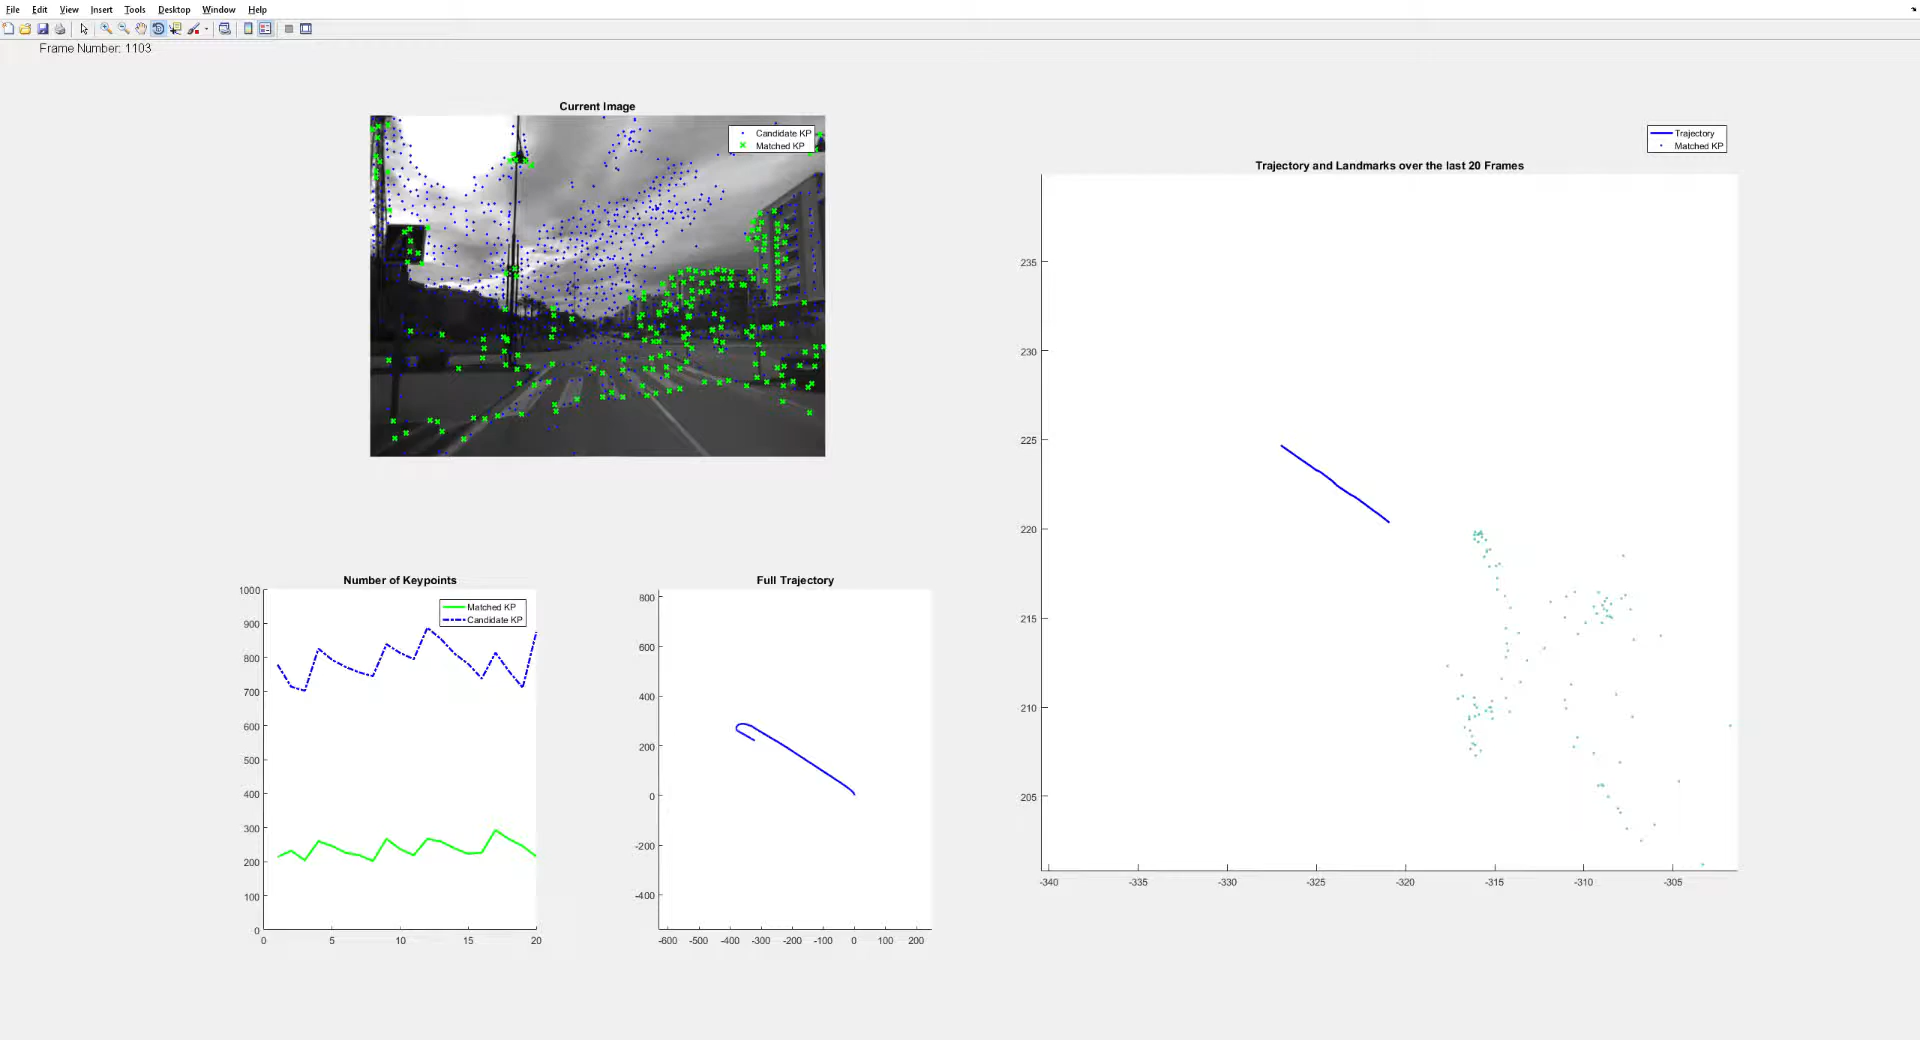 File Edit View Insert Tools Desktop Window Help
Frame Number: 1103
Current Image
Candidate KP
Matched KP
Trajectory
Matched KP
Trajectory and Landmarks over the last 20 Frames
235
230
225
220
215
210
205
-340 -335 -330 -325 -320 -315 -310 -305
Number of Keypoints
Matched KP
Candidate KP
1000
900
800
700
600
500
400
300
200
100
0
0 5 10 15 20
Full Trajectory
800
600
400
200
0
-200
-400
-600 -500 -400 -300 -200 -100 0 100 200